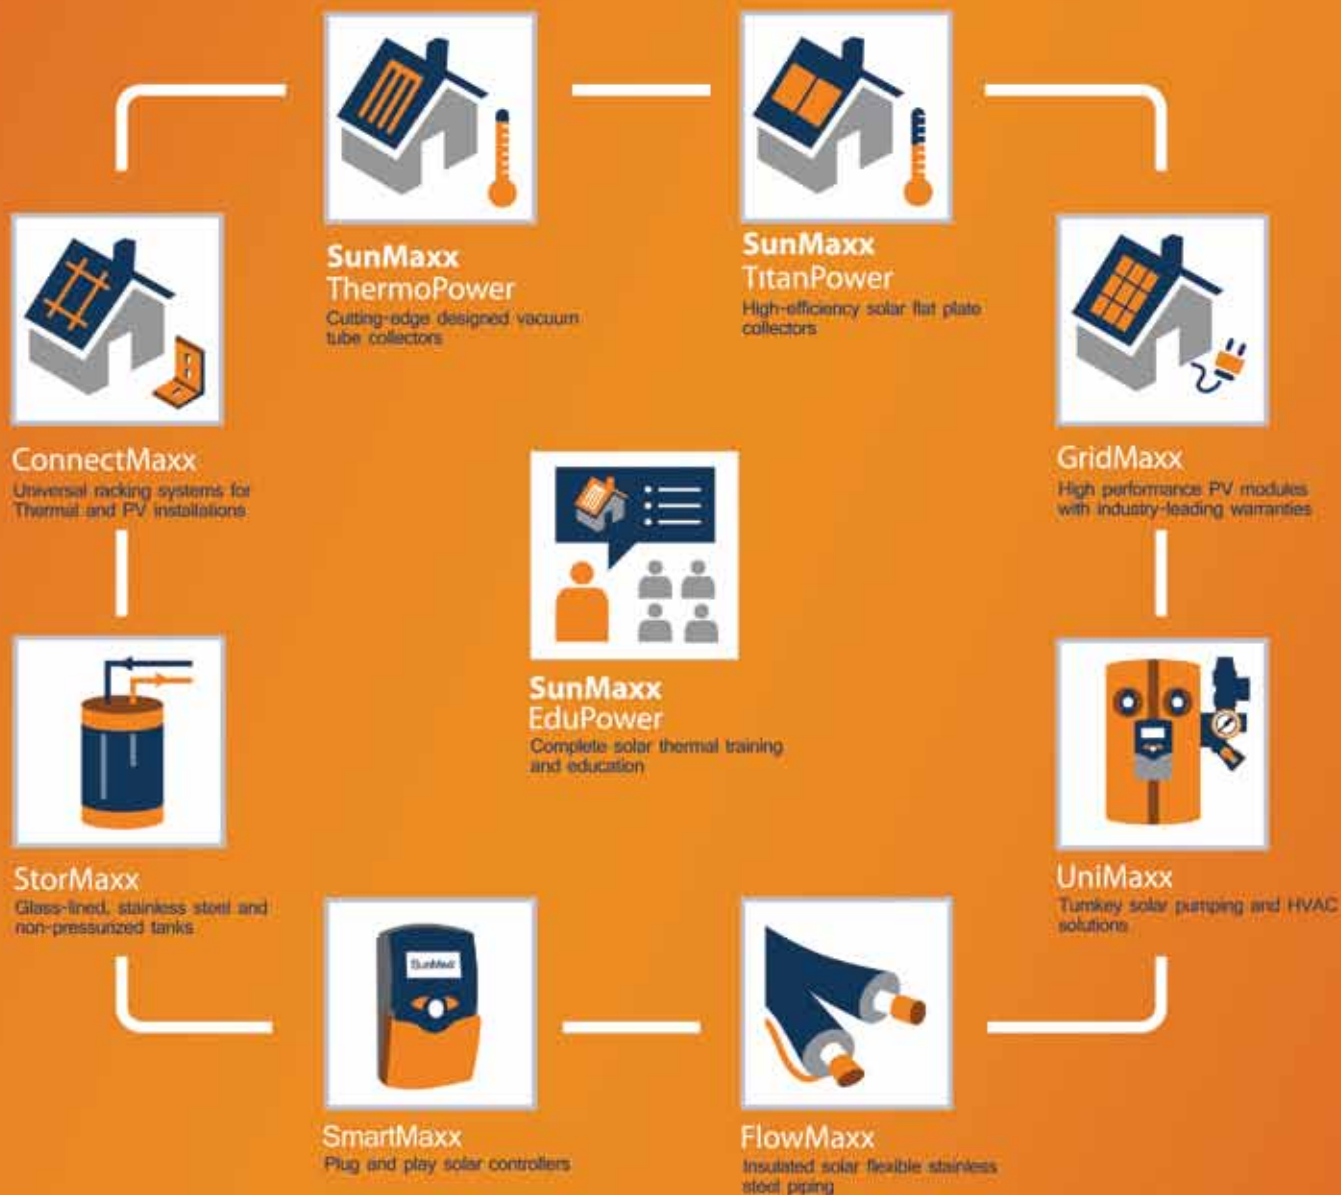 SunMaxx
ThermoPower
Cutting-edge designed vacuum
tube collectors
SunMaxx
TitanPower
High-efficiency solar flat plate
collectors
ConnectMaxx
Universal racking systems for
Thermal and PV installations
GridMaxx
High performance PV modules
with industry-leading warranties
SunMaxx
EduPower
Complete solar thermal training
and education
StorMaxx
Glass-lined, stainless steel and
non-pressurized tanks
UniMaxx
Turnkey solar pumping and HVAC
solutions
SmartMaxx
Plug and play solar controllers
FlowMaxx
Insulated solar flexible stainless
steel piping